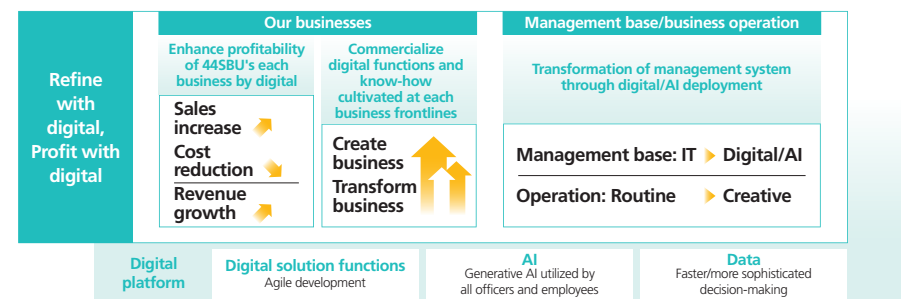 Refine
with
digital,
Profit with
digital
Our businesses
Enhance profitability
of 44SBU's each
business by digital
Sales
increase
Cost
reduction
Revenue
growth
Commercialize
digital functions and
know-how
cultivated at each
business frontlines
Create
business
Transform
business
Management base/business operation
Transformation of management system
through digital/AI deployment
Management base: IT Digital/AI
Operation: Routine Creative
Digital
platform
Digital solution functions
Agile development
AI
Generative AI utilized by
all officers and employees
Data
Faster/more sophisticated
decision-making